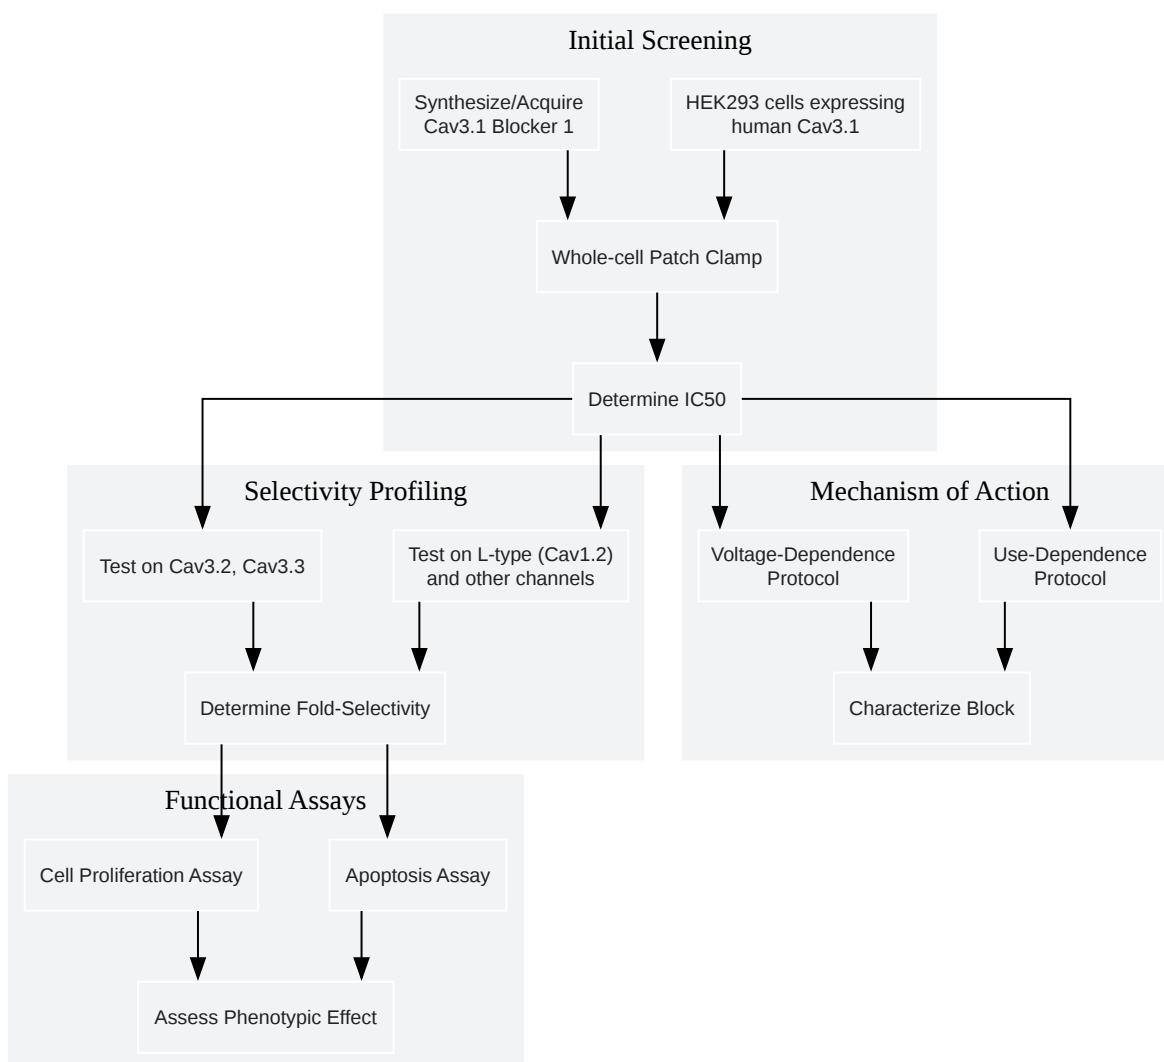 Initial Screening
Synthesize/Acquire
Cav3.1 Blocker 1
HEK293 cells expressing
human Cav3.1
Whole-cell Patch Clamp
Determine IC50
Selectivity Profiling
Mechanism of Action
Test on Cav3.2, Cav3.3
Test on L-type (Cav1.2)
and other channels
Voltage-Dependence
Protocol
Use-Dependence
Protocol
Determine Fold-Selectivity
Characterize Block
Functional Assays
Cell Proliferation Assay
Apoptosis Assay
Assess Phenotypic Effect